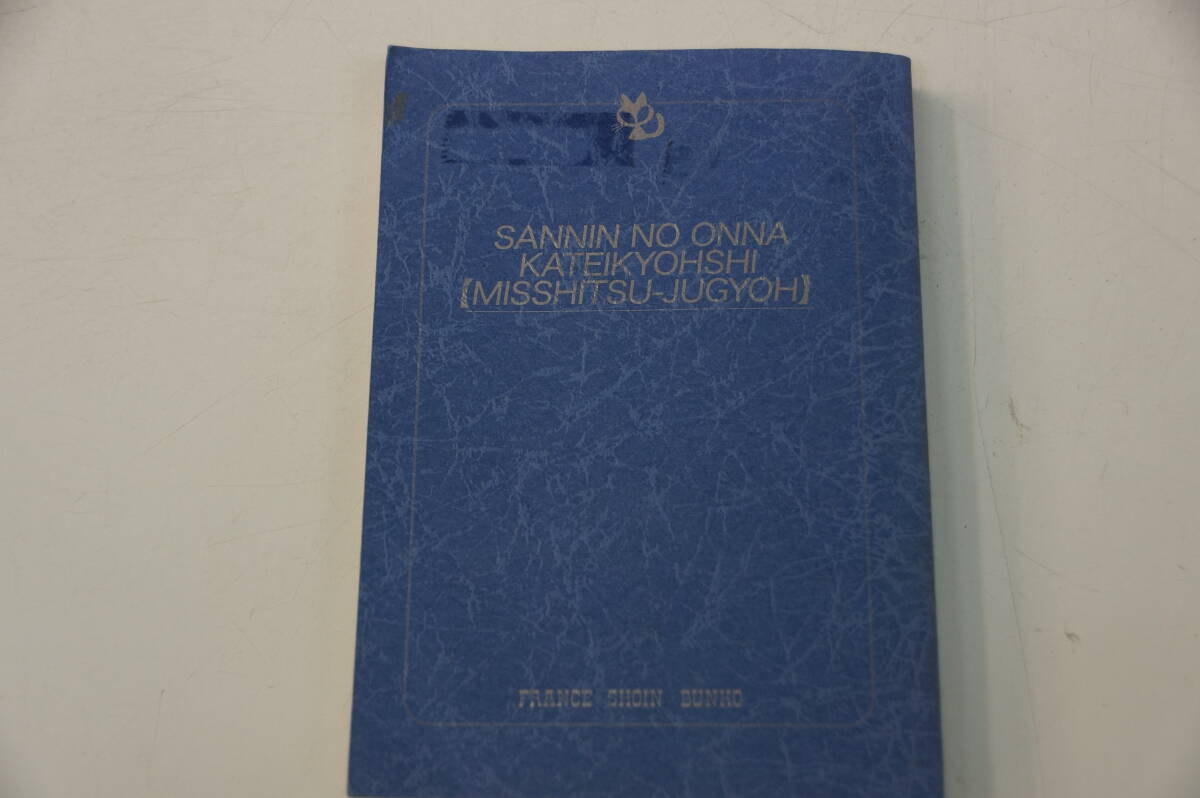 SANNIN NO ONNA
KATEIKYOHSHI
【MISSHITSU-JUGYOH】
FRANCE SHOIN BUNKO